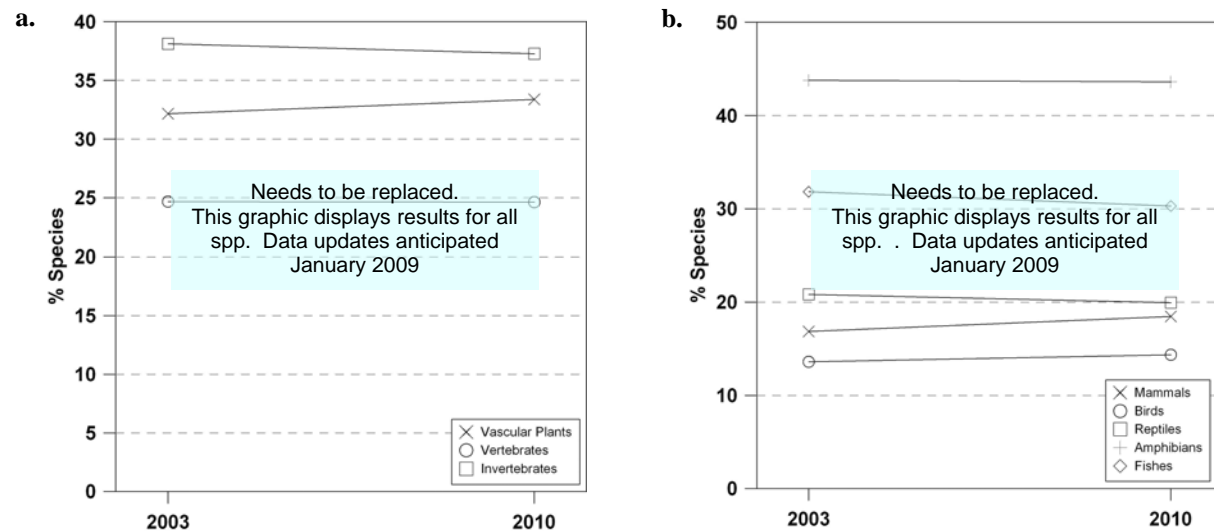 a.
40
35
30
25
20
15
10
5
0
% Species
2003
2010
Needs to be replaced.
This graphic displays results for all
spp. Data updates anticipated
January 2009
Vascular Plants
Vertebrates
Invertebrates
b.
50
40
30
20
10
0
% Species
2003
2010
Needs to be replaced.
This graphic displays results for all
spp. . Data updates anticipated
January 2009
Mammals
Birds
Reptiles
Amphibians
Fishes